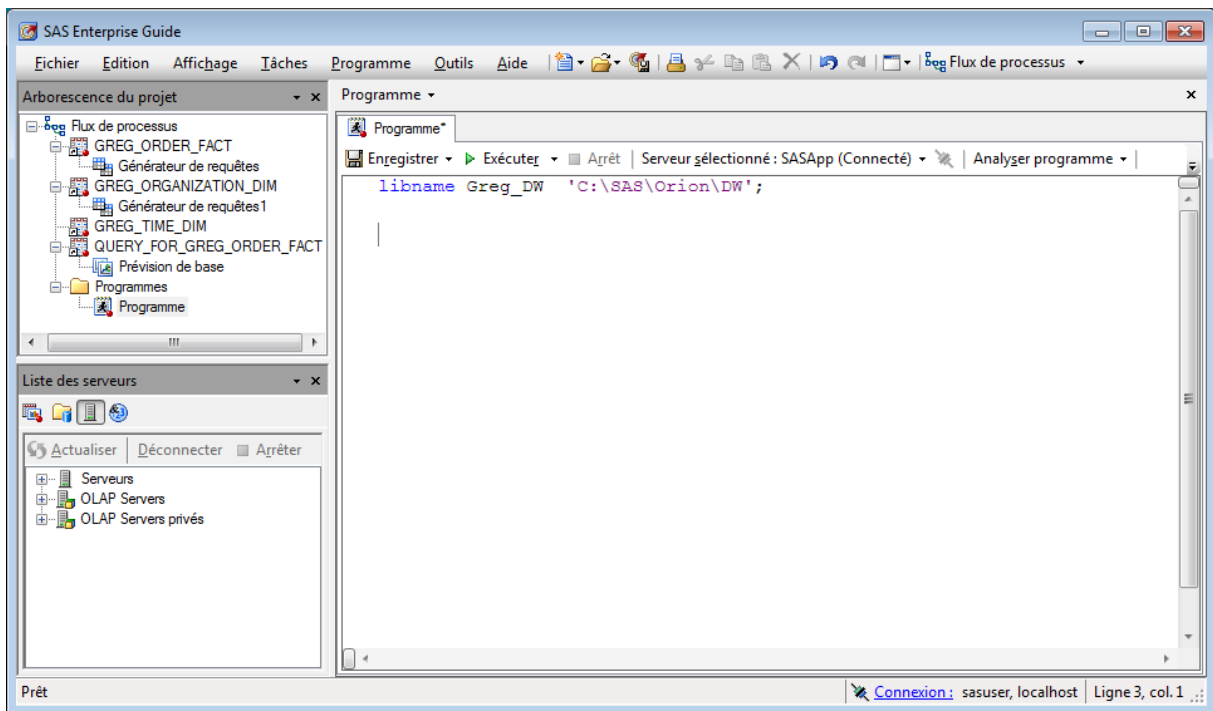 SAS Enterprise Guide
Fichier Edition Affichage Tâches Programme Outils Aide Flux de processus
Arborescence du projet
Flux de processus
GREG_ORDER_FACT
Générateur de requêtes
GREG_ORGANIZATION_DIM
Générateur de requêtes1
GREG_TIME_DIM
QUERY_FOR_GREG_ORDER_FACT
Prévision de base
Programmes
Programme
Liste des serveurs
Actualiser Déconnecter Arrêter
Serveurs
OLAP Servers
OLAP Servers privés
Programme
Programme*
Enregistrer Exécuter Arrêt Serveur sélectionné : SASApp (Connecté) Analyser programme
libname Greg_DW 'C:\SAS\Orion\DW';
Prêt
Connexion : sasuser, localhost Ligne 3, col. 1